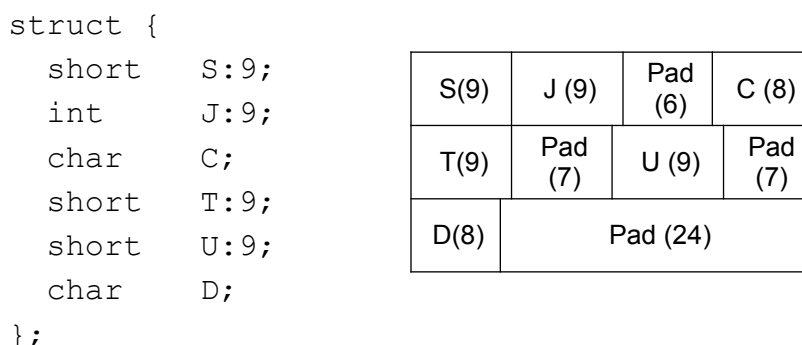 struct {
short S:9;
int J:9;
char C;
short T:9;
short U:9;
char D;
};
S(9) J (9) Pad (6) C (8)
T(9) Pad (7) U (9) Pad (7)
D(8) Pad (24)